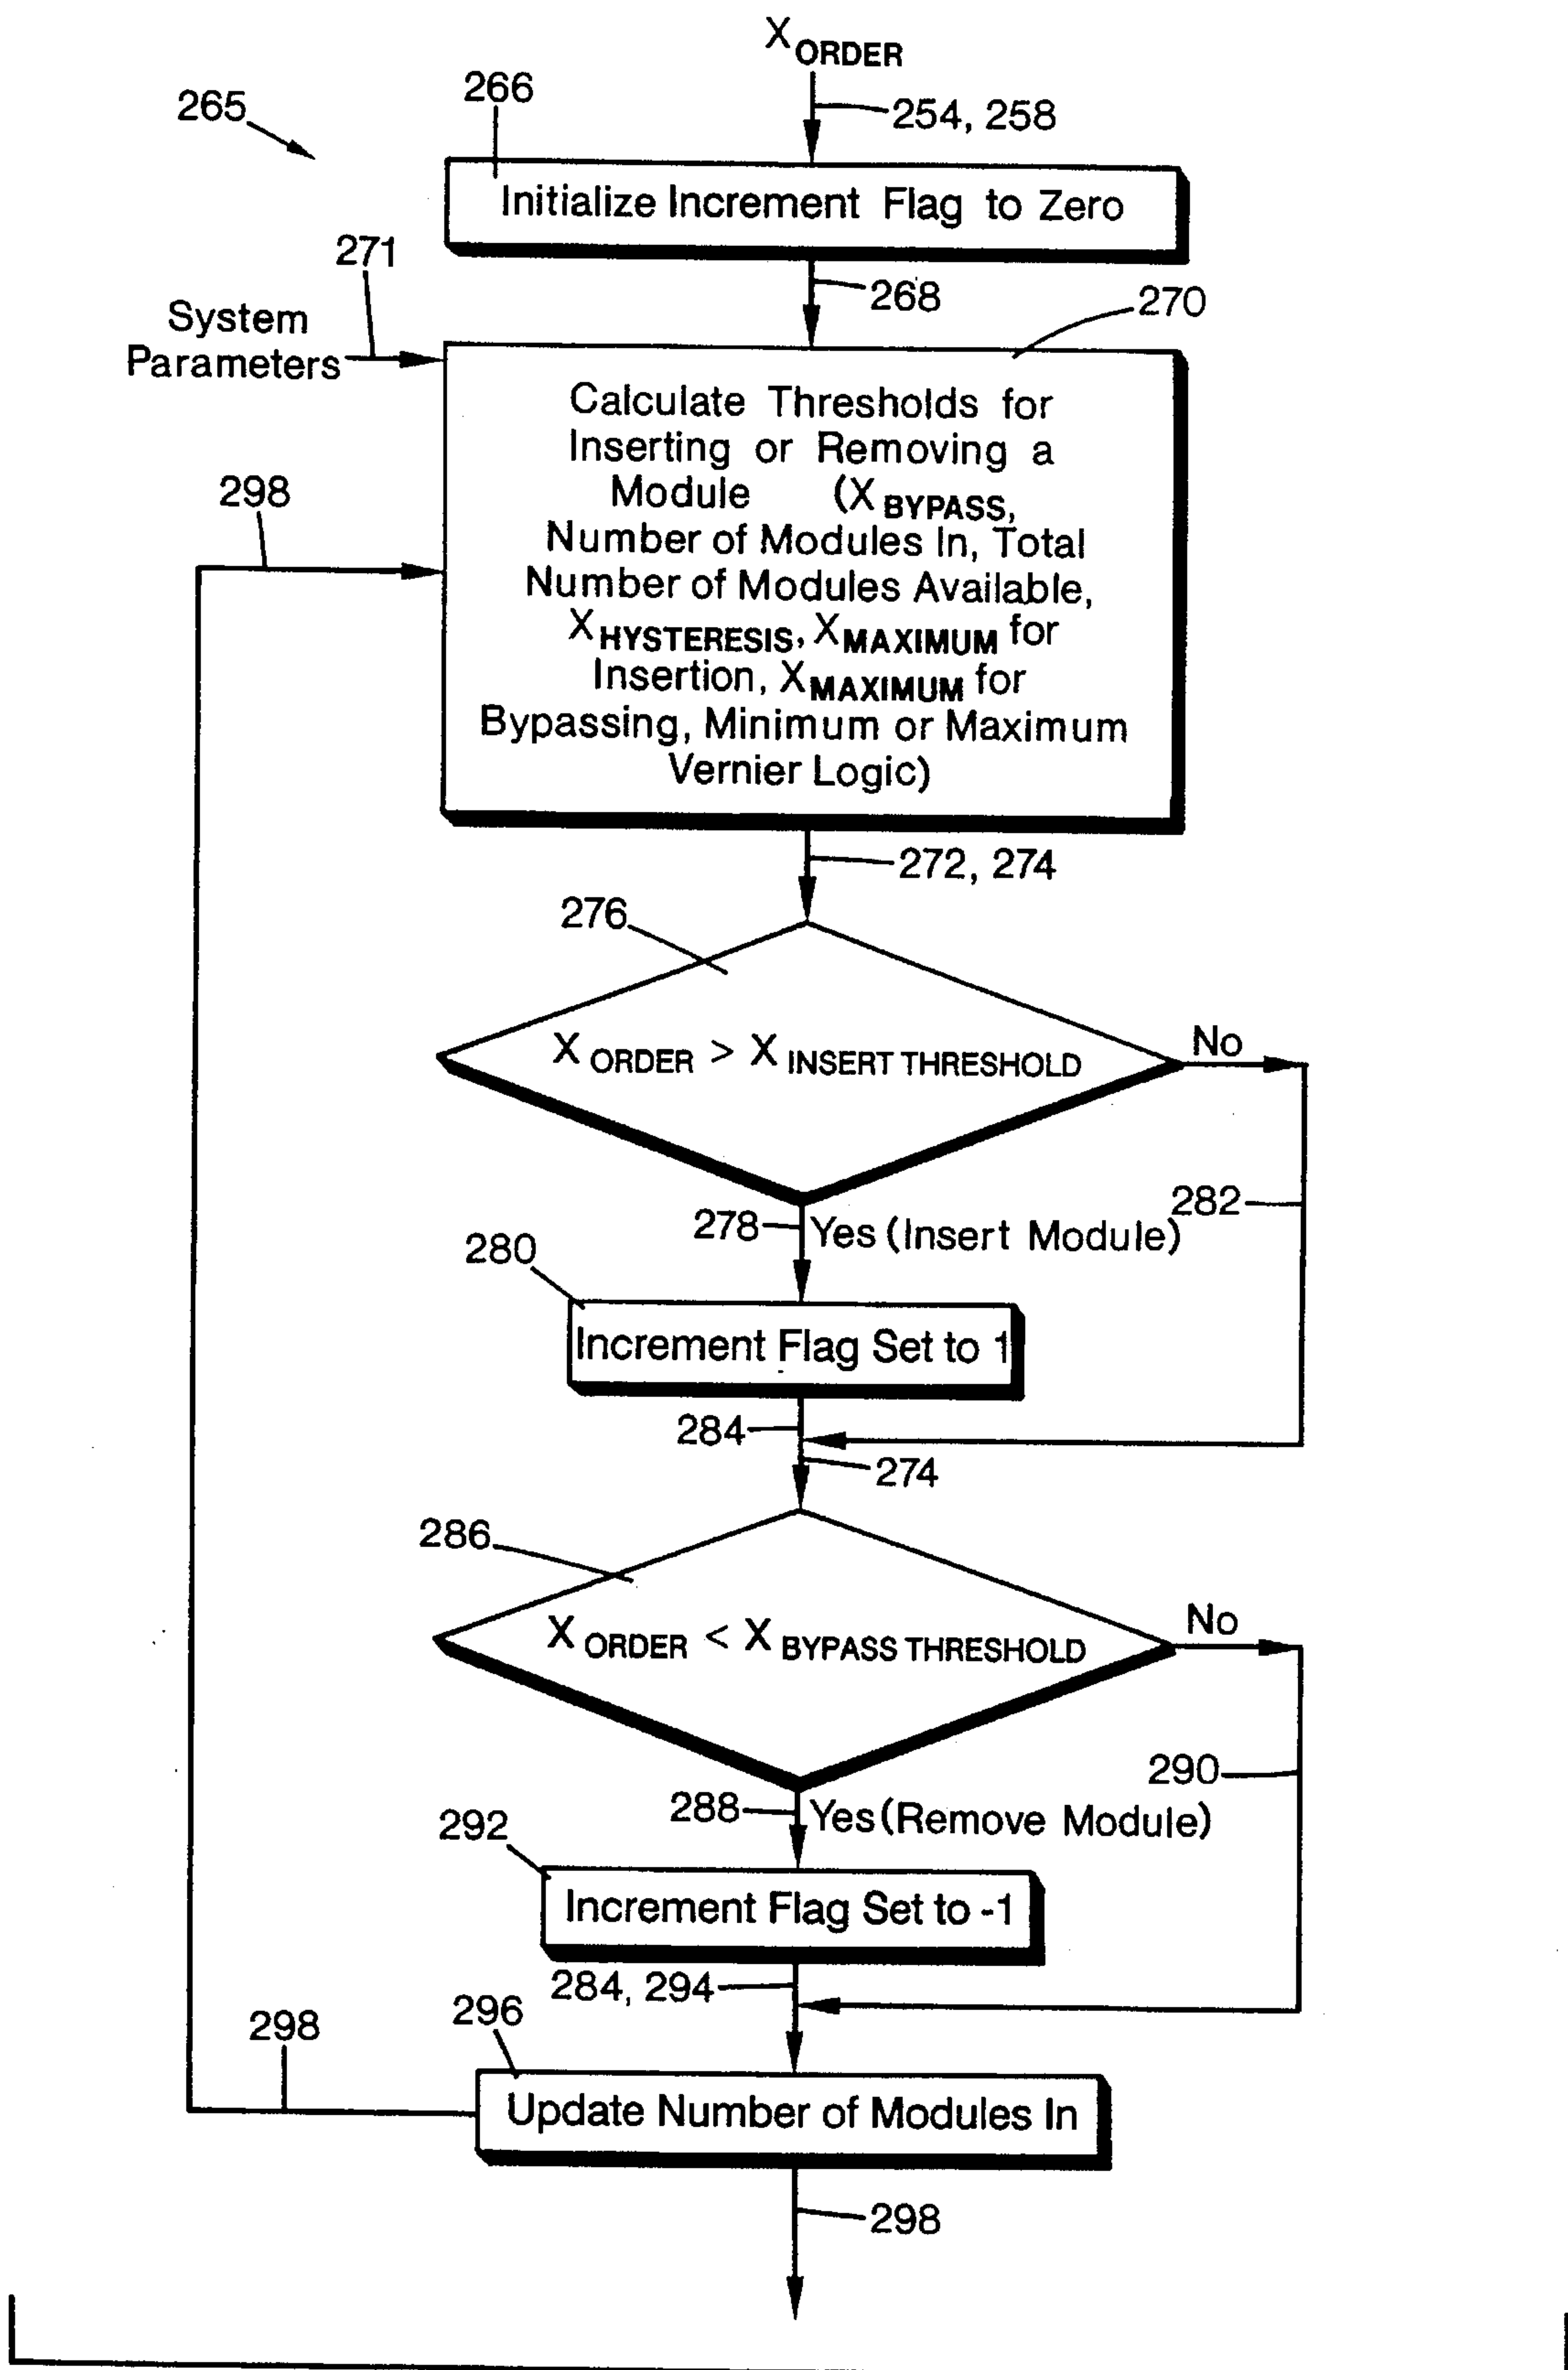 X ORDER
266
265
254, 258
Initialize Increment Flag to Zero
271
268
270
System
Parameters
Calculate Thresholds for
Inserting or Removing a
Module (X BYPASS,
Number of Modules In, Total
Number of Modules Available,
X HYSTERESIS, X MAXIMUM for
Insertion, X MAXIMUM for
Bypassing, Minimum or Maximum
Vernier Logic)
298
272, 274
276
X ORDER > X INSERT THRESHOLD
No
282
278
Yes (Insert Module)
280
Increment Flag Set to 1
284
274
286
X ORDER < X BYPASS THRESHOLD
No
290
288
Yes (Remove Module)
292
Increment Flag Set to -1
284, 294
296
298
Update Number of Modules In
298